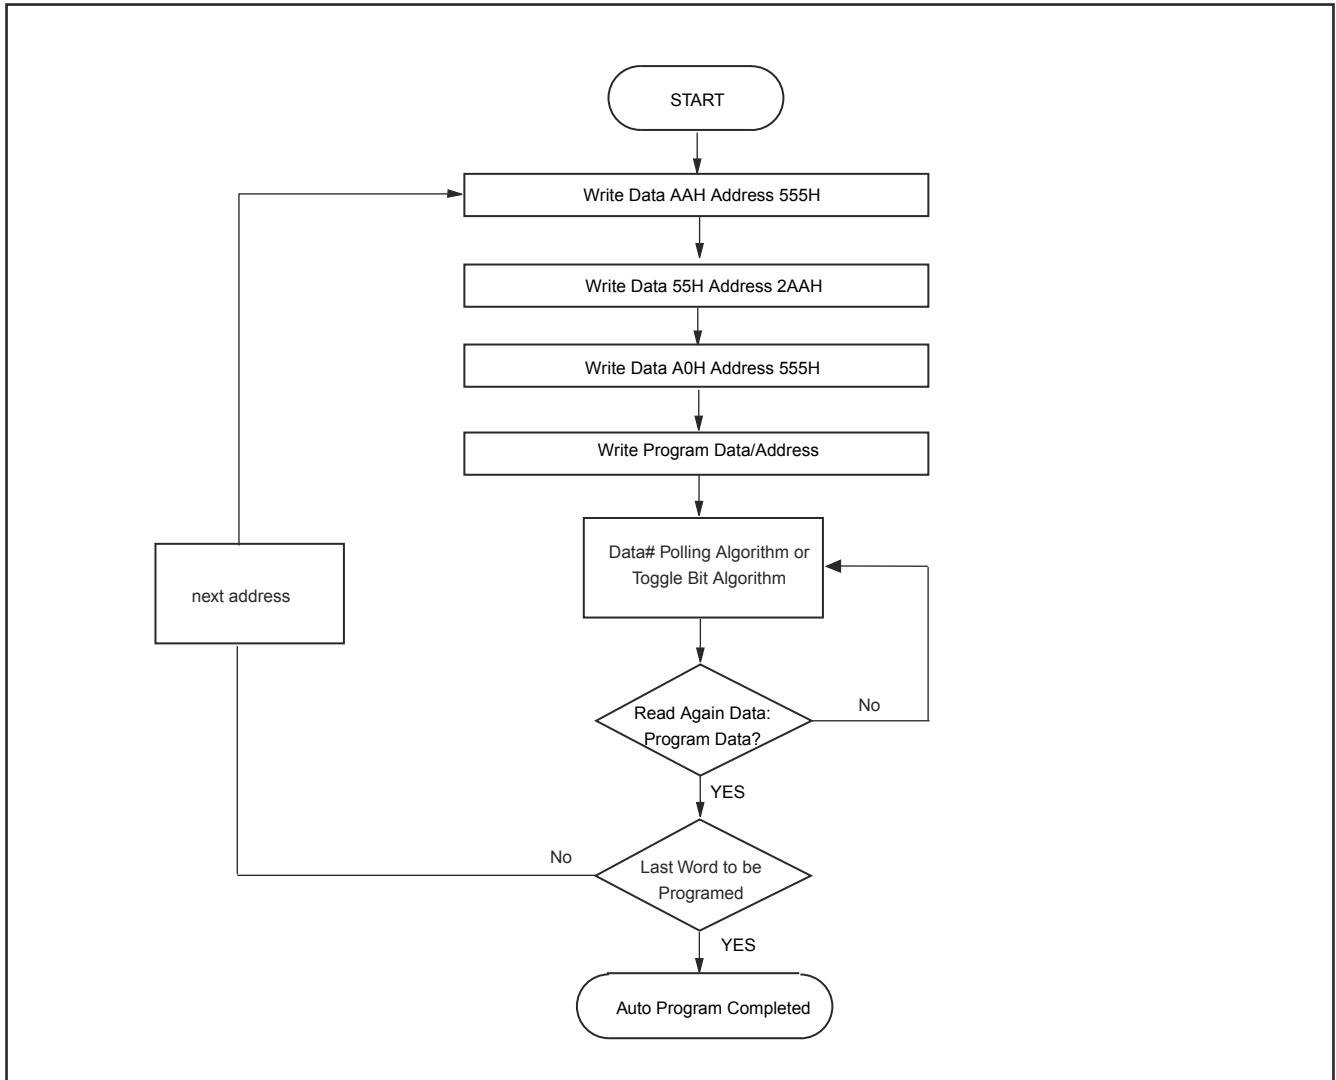 START
Write Data AAH Address 555H
Write Data 55H Address 2AAH
Write Data A0H Address 555H
Write Program Data/Address
Data# Polling Algorithm or
Toggle Bit Algorithm
next address
Read Again Data:
Program Data?
No
YES
No
Last Word to be
Programed
YES
Auto Program Completed